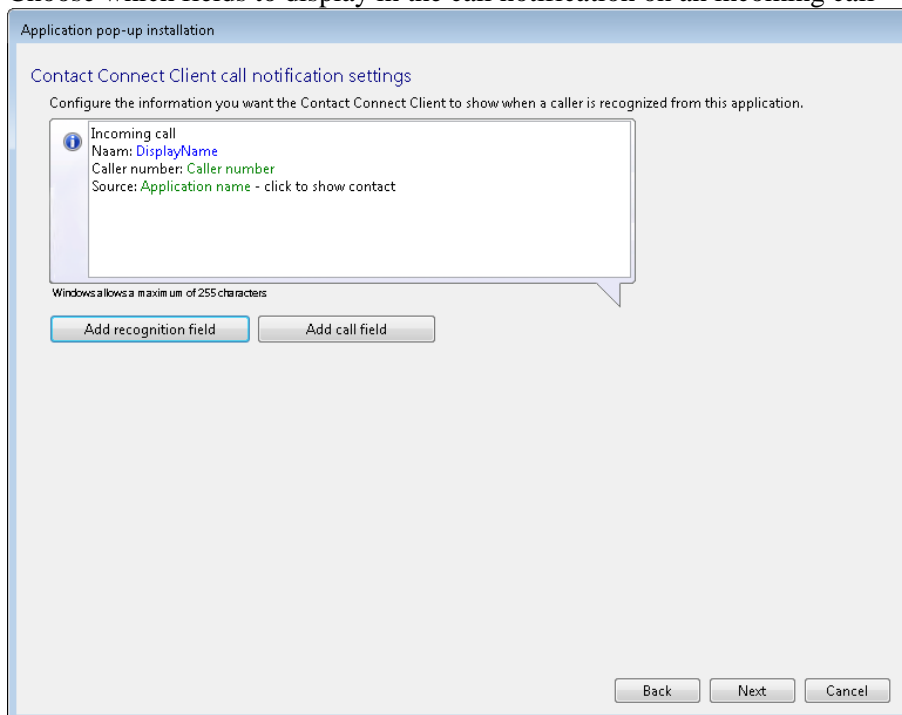 Choose which fields to display in the call notification on an incoming call
Application pop-up installation
Contact Connect Client call notification settings
Configure the information you want the Contact Connect Client to show when a caller is recognized from this application.
Incoming call
Naam: DisplayName
Caller number: Caller number
Source: Application name - click to show contact
Windows allows a maximum of 255 characters
Add recognition field
Add call field
Back
Next
Cancel